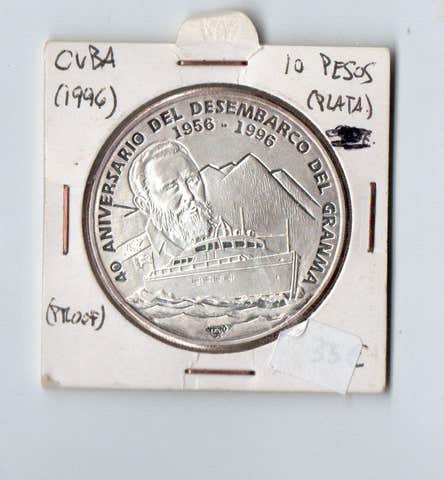 CUBA
(1996)
10 PESOS
(PLATA)
40 ANIVERSARIO DEL DESEMBARCO DEL GRANMA
1956 - 1996
(PROOF)